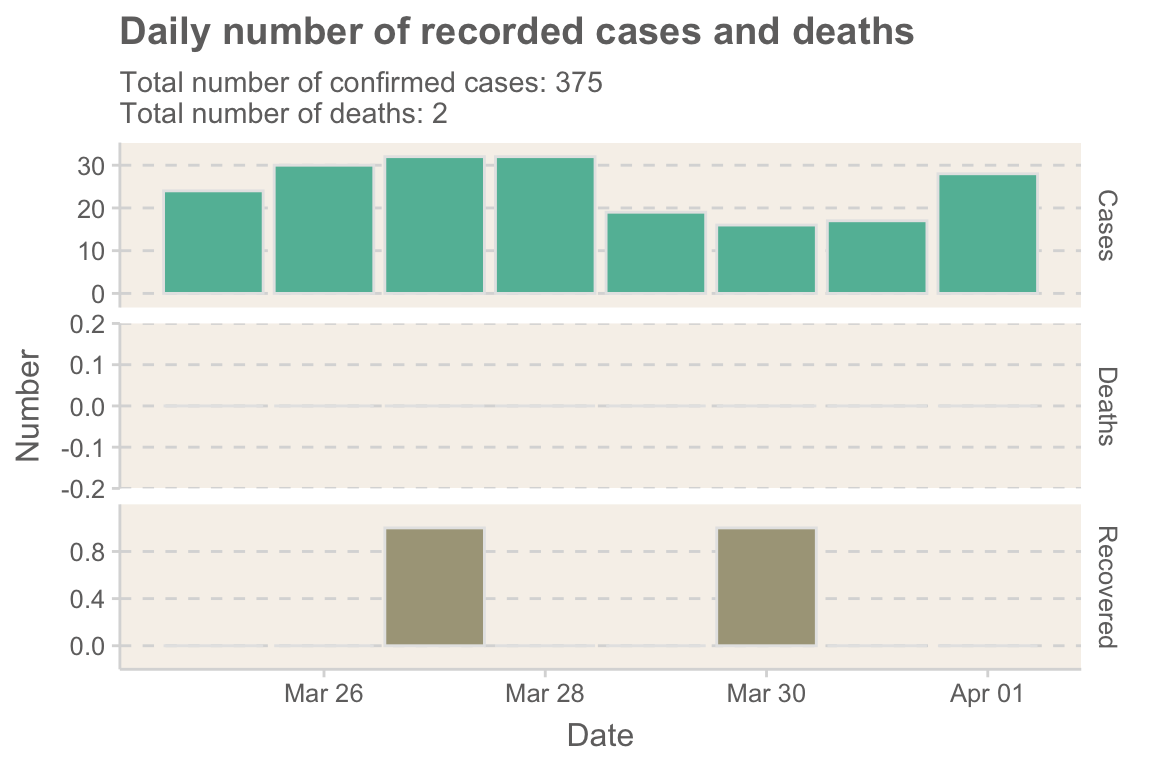 Daily number of recorded cases and deaths
Total number of confirmed cases: 375
Total number of deaths: 2
30
20
10
0
Cases
0.2
0.1
0.0
-0.1
-0.2
Deaths
Number
0.8
0.4
0.0
Recovered
Mar 26
Mar 28
Mar 30
Apr 01
Date